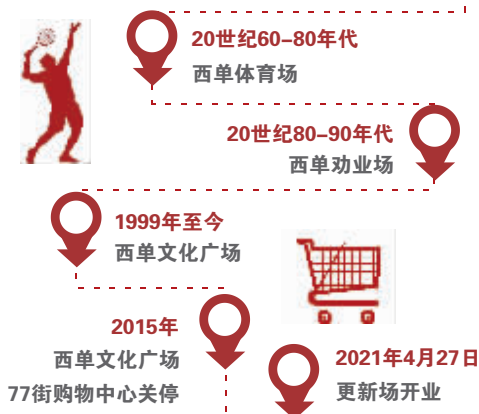 20世纪60–80年代
西单体育场
20世纪80–90年代
西单劝业场
1999年至今
西单文化广场
2015年
西单文化广场
77街购物中心关停
2021年4月27日
更新场开业